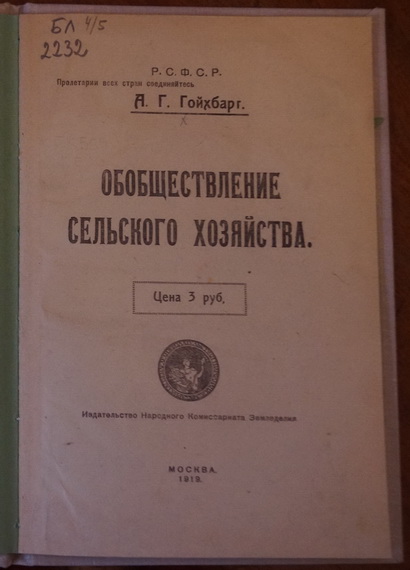 БЛ 4/5
2232
Р. С. Ф. С. Р.
Пролетарии всех стран соединяйтесь
А. Г. Гойхбарг.
ОБОБЩЕСТВЛЕНИЕ
СЕЛЬСКОГО ХОЗЯЙСТВА.
Цена 3 руб.
Издательство Народного Комиссариата Земледелия
МОСКВА.
1919.